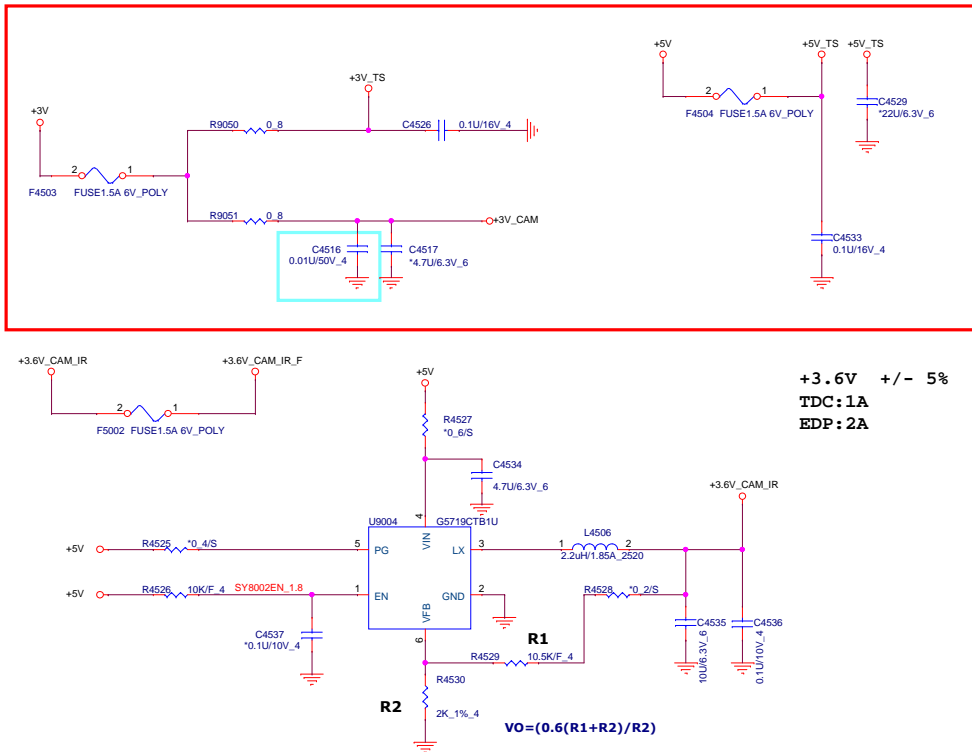 +3V
F4503
2
1
FUSE1.5A 6V_POLY
R9050
0_8
+3V_TS
C4526
0.1U/16V_4
R9051
0_8
+3V_CAM
C4516
0.01U/50V_4
C4517
*4.7U/6.3V_6
+5V
2
1
F4504 FUSE1.5A 6V_POLY
+5V_TS
+5V_TS
C4529
*22U/6.3V_6
C4533
0.1U/16V_4
+3.6V_CAM_IR
+3.6V_CAM_IR_F
2
1
F5002 FUSE1.5A 6V_POLY
+5V
R4527
*0_6/S
C4534
4.7U/6.3V_6
+3.6V +/- 5%
TDC:1A
EDP:2A
+3.6V_CAM_IR
U9004
G5719CTB1U
4
VIN
+5V
R4525
*0_4/S
5
PG
LX
3
1
L4506
2
2.2uH/1.85A_2520
+5V
R4526
10K/F_4
SY8002EN_1.8
1
EN
GND
2
VFB
6
R4528
*0_2/S
C4537
*0.1U/10V_4
C4535
10U/6.3V_6
C4536
0.1U/10V_4
R1
R4529
10.5K/F_4
R4530
R2
2K_1%_4
VO=(0.6(R1+R2)/R2)